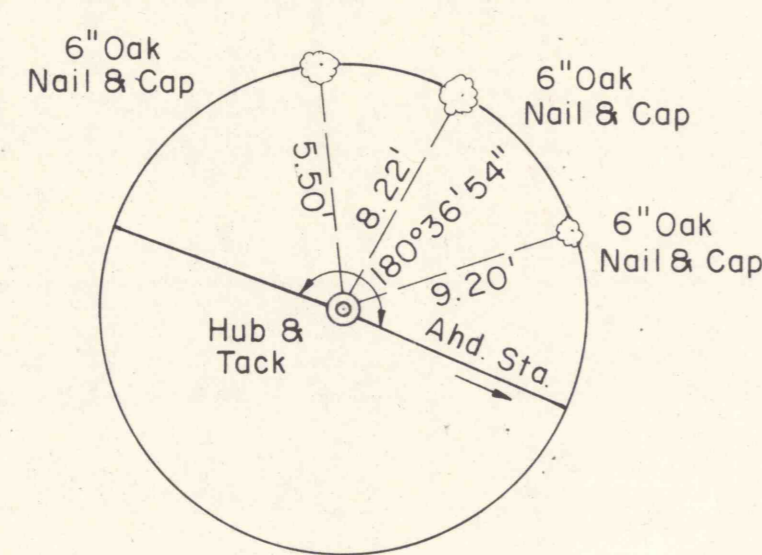 6" Oak
Nail & Cap
6" Oak
Nail & Cap
5.50'
8.22'
180°36'54"
6" Oak
Nail & Cap
9.20'
Hub &
Tack
Ahd. Sta.